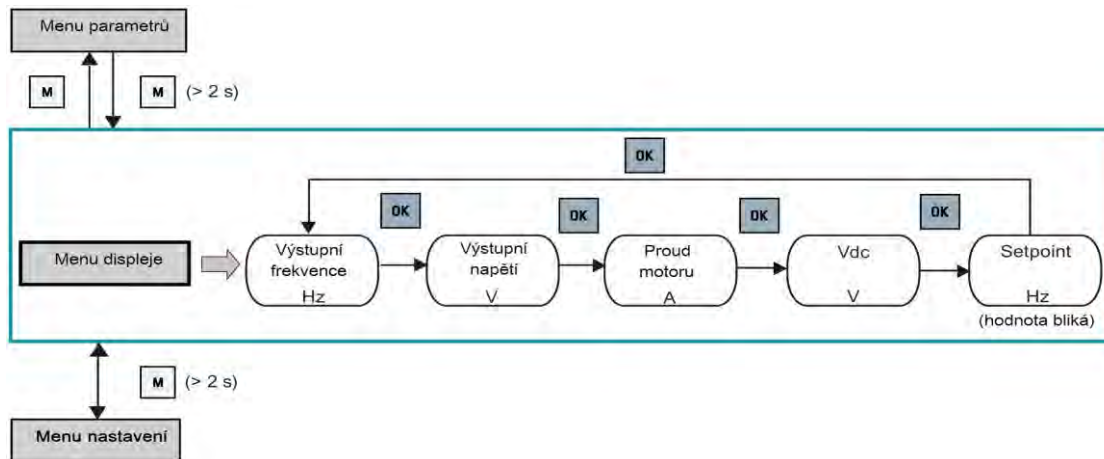 Menu parametrů
M
M (> 2 s)
OK
OK
OK
OK
OK
Menu displeje
Výstupní frekvence
Hz
Výstupní napětí
V
Proud motoru
A
Vdc
V
Setpoint
Hz
(hodnota bliká)
M (> 2 s)
Menu nastavení